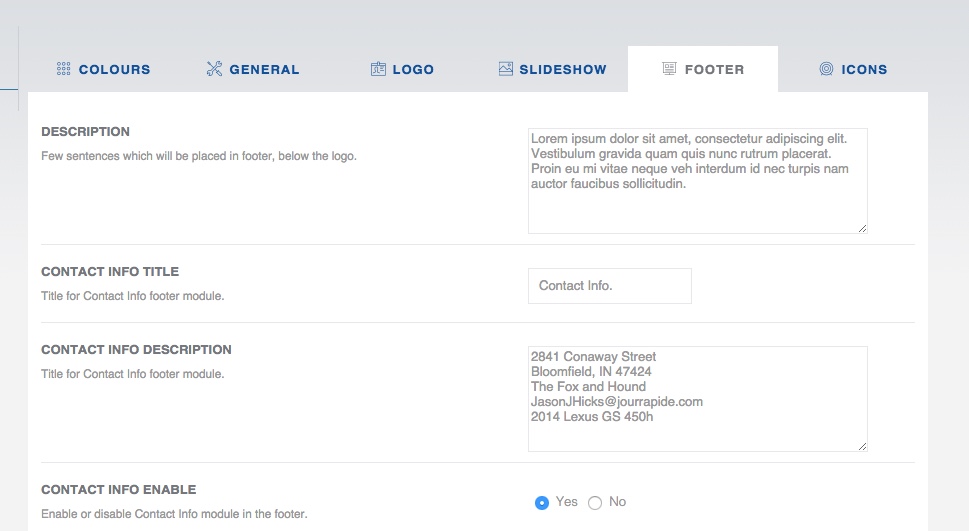 COLOURS GENERAL LOGO SLIDESHOW FOOTER ICONS
DESCRIPTION
Few sentences which will be placed in footer, below the logo.
Lorem ipsum dolor sit amet, consectetur adipiscing elit.
Vestibulum gravida quam quis nunc rutrum placerat.
Proin eu mi vitae neque veh interdum id nec turpis nam
auctor faucibus sollicitudin.
CONTACT INFO TITLE
Title for Contact Info footer module.
Contact Info.
CONTACT INFO DESCRIPTION
Title for Contact Info footer module.
2841 Conaway Street
Bloomfield, IN 47424
The Fox and Hound
JasonJHicks@jourrapide.com
2014 Lexus GS 450h
CONTACT INFO ENABLE
Enable or disable Contact Info module in the footer.
Yes No